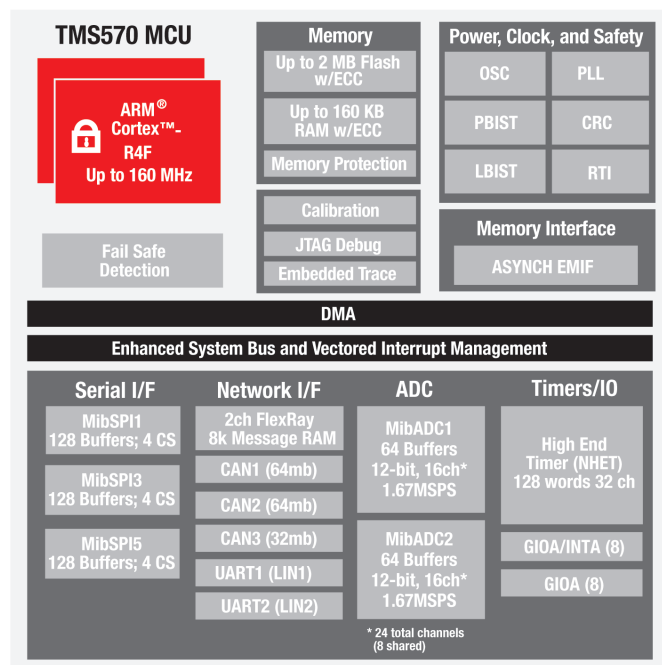 TMS570 MCU
ARM®
Cortex™-
R4F
Up to 160 MHz
Fail Safe
Detection
Memory
Up to 2 MB Flash
w/ECC
Up to 160 KB
RAM w/ECC
Memory Protection
Calibration
JTAG Debug
Embedded Trace
Power, Clock, and Safety
OSC
PLL
PBIST
CRC
LBIST
RTI
Memory Interface
ASYNCH EMIF
DMA
Enhanced System Bus and Vectored Interrupt Management
Serial I/F
MibSPI1
128 Buffers; 4 CS
MibSPI3
128 Buffers; 4 CS
MibSPI5
128 Buffers; 4 CS
Network I/F
2ch FlexRay
8k Message RAM
CAN1 (64mb)
CAN2 (64mb)
CAN3 (32mb)
UART1 (LIN1)
UART2 (LIN2)
ADC
MibADC1
64 Buffers
12-bit, 16ch*
1.67MSPS
MibADC2
64 Buffers
12-bit, 16ch*
1.67MSPS
* 24 total channels
(8 shared)
Timers/IO
High End
Timer (NHET)
128 words 32 ch
GIOA/INTA (8)
GIOA (8)